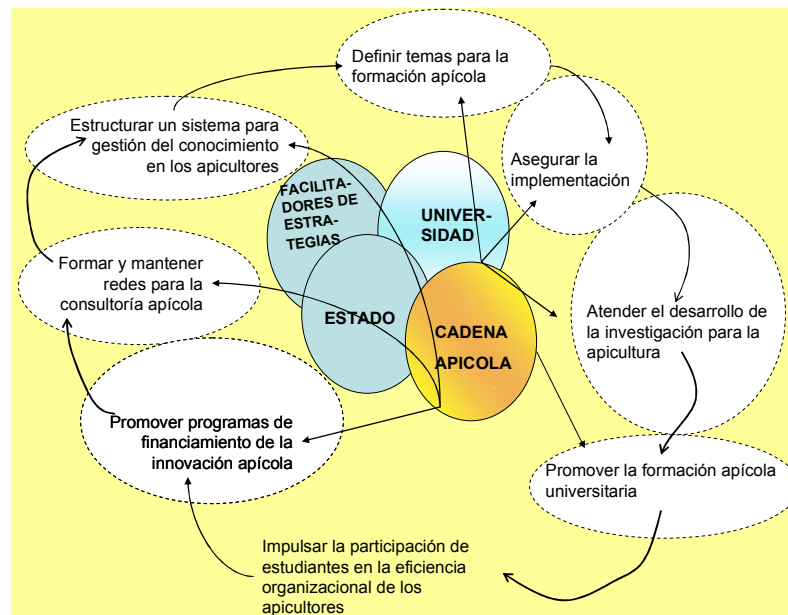 Definir temas para la
formación apícola
Estructurar un sistema para
gestión del conocimiento
en los apicultores
Asegurar la
implementación
FACILITA-
DORES DE
ESTRA-
TEGIAS
UNIVER-
SIDAD
Formar y mantener
redes para la
consultoría apícola
ESTADO
CADENA
APICOLA
Atender el desarrollo de
la investigación para la
apicultura
Promover programas de
financiamiento de la
innovación apícola
Promover la formación apícola
universitaria
Impulsar la participación de
estudiantes en la eficiencia
organizacional de los
apicultores